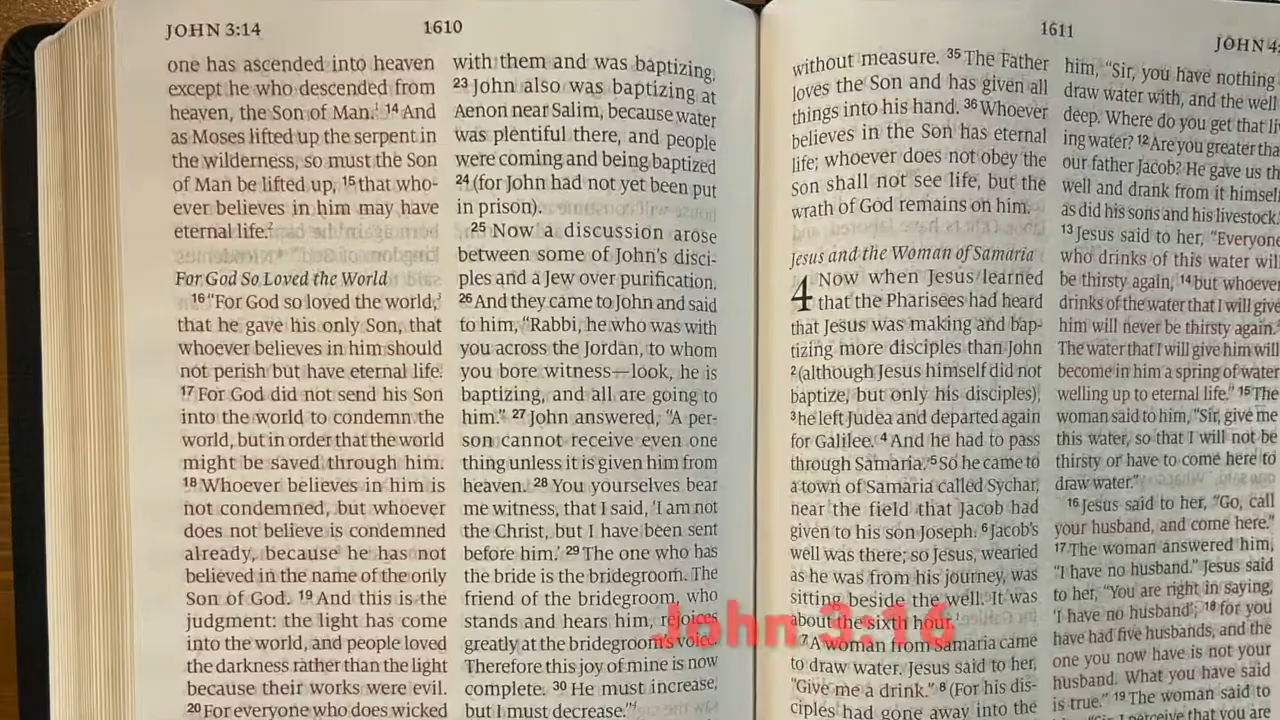 JOHN 3:14
1610
one has ascended into heaven
except he who descended from
heaven, the Son of Man.¹ ¹⁴ And
as Moses lifted up the serpent in
the wilderness, so must the Son
of Man be lifted up, ¹⁵ that who-
ever believes in him may have
eternal life.²
For God So Loved the World
¹⁶ “For God so loved the world,³
that he gave his only Son, that
whoever believes in him should
not perish but have eternal life.
¹⁷ For God did not send his Son
into the world to condemn the
world, but in order that the world
might be saved through him.
¹⁸ Whoever believes in him is
not condemned, but whoever
does not believe is condemned
already, because he has not
believed in the name of the only
Son of God. ¹⁹ And this is the
judgment: the light has come
into the world, and people loved
the darkness rather than the light
because their works were evil.
²⁰ For everyone who does wicked
with them and was baptizing.
²³ John also was baptizing at
Aenon near Salim, because water
was plentiful there, and people
were coming and being baptized
²⁴ (for John had not yet been put
in prison).
²⁵ Now a discussion arose
between some of John's disci-
ples and a Jew over purification.
²⁶ And they came to John and said
to him, “Rabbi, he who was with
you across the Jordan, to whom
you bore witness—look, he is
baptizing, and all are going to
him.” ²⁷ John answered, “A per-
son cannot receive even one
thing unless it is given him from
heaven. ²⁸ You yourselves bear
me witness, that I said, ‘I am not
the Christ, but I have been sent
before him.’ ²⁹ The one who has
the bride is the bridegroom. The
friend of the bridegroom, who
stands and hears him, rejoices
greatly at the bridegroom's voice.
Therefore this joy of mine is now
complete. ³⁰ He must increase,
but I must decrease.”⁴
1611
JOHN 4:
without measure. ³⁵ The Father
loves the Son and has given all
things into his hand. ³⁶ Whoever
believes in the Son has eternal
life; whoever does not obey the
Son shall not see life, but the
wrath of God remains on him.
Jesus and the Woman of Samaria
4 Now when Jesus learned
that the Pharisees had heard
that Jesus was making and bap-
tizing more disciples than John
² (although Jesus himself did not
baptize, but only his disciples),
³ he left Judea and departed again
for Galilee. ⁴ And he had to pass
through Samaria. ⁵ So he came to
a town of Samaria called Sychar,
near the field that Jacob had
given to his son Joseph. ⁶ Jacob's
well was there; so Jesus, wearied
as he was from his journey, was
sitting beside the well. It was
about the sixth hour.¹
⁷ A woman from Samaria came
to draw water. Jesus said to her,
“Give me a drink.” ⁸ (For his dis-
ciples had gone away into the
him, “Sir, you have nothing
draw water with, and the well
deep. Where do you get that li
ing water? ¹² Are you greater tha
our father Jacob? He gave us th
well and drank from it himsel
as did his sons and his livestock.
¹³ Jesus said to her, “Everyone
who drinks of this water will
be thirsty again, ¹⁴ but whoever
drinks of the water that I will give
him will never be thirsty again.
The water that I will give him will
become in him a spring of water
welling up to eternal life.” ¹⁵ The
woman said to him, “Sir, give me
this water, so that I will not be
thirsty or have to come here to
draw water.”
¹⁶ Jesus said to her, “Go, call
your husband, and come here.”
¹⁷ The woman answered him,
“I have no husband.” Jesus said
to her, “You are right in saying,
‘I have no husband’; ¹⁸ for you
have had five husbands, and the
one you now have is not your
husband. What you have said
is true.” ¹⁹ The woman said to
“Sir, I perceive that you are
John 3:16